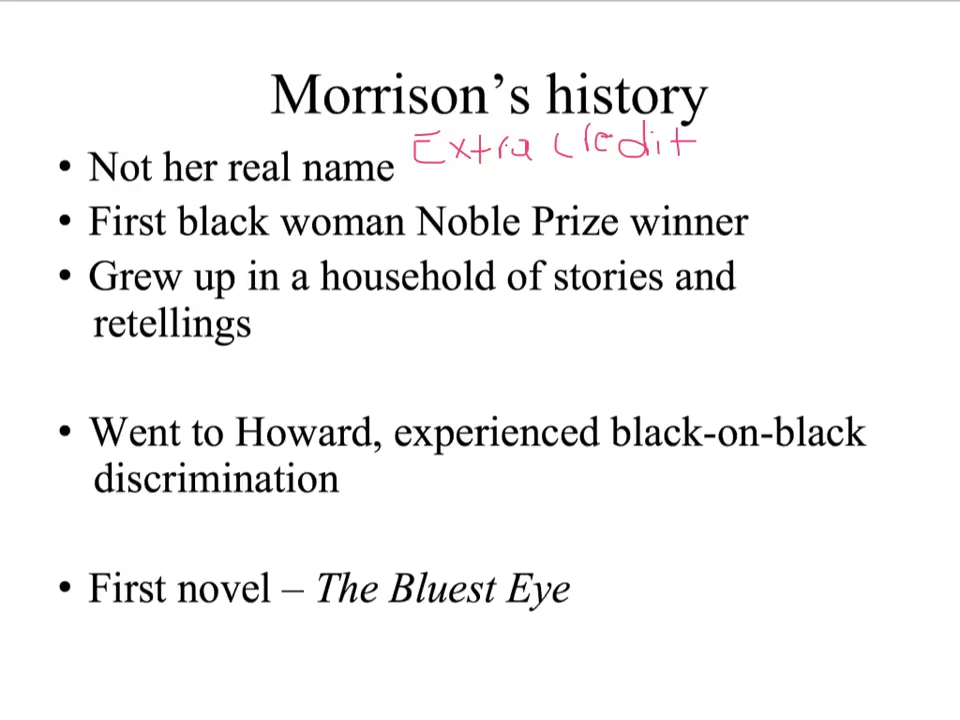 Morrison’s history
Extra Credit
• Not her real name
• First black woman Noble Prize winner
• Grew up in a household of stories and
retellings
• Went to Howard, experienced black-on-black
discrimination
• First novel – The Bluest Eye